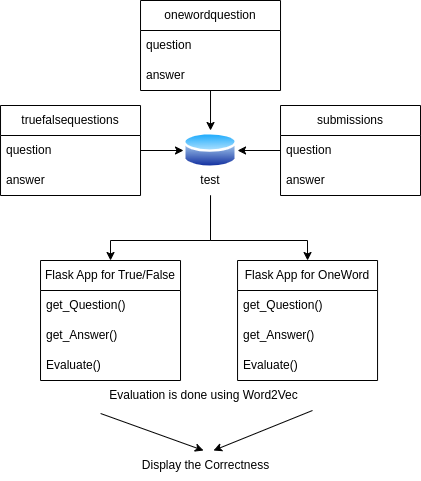 onewordquestion
question
answer
truefalsequestions
question
answer
submissions
question
answer
test
Flask App for True/False
get_Question()
get_Answer()
Evaluate()
Flask App for OneWord
get_Question()
get_Answer()
Evaluate()
Evaluation is done using Word2Vec
Display the Correctness